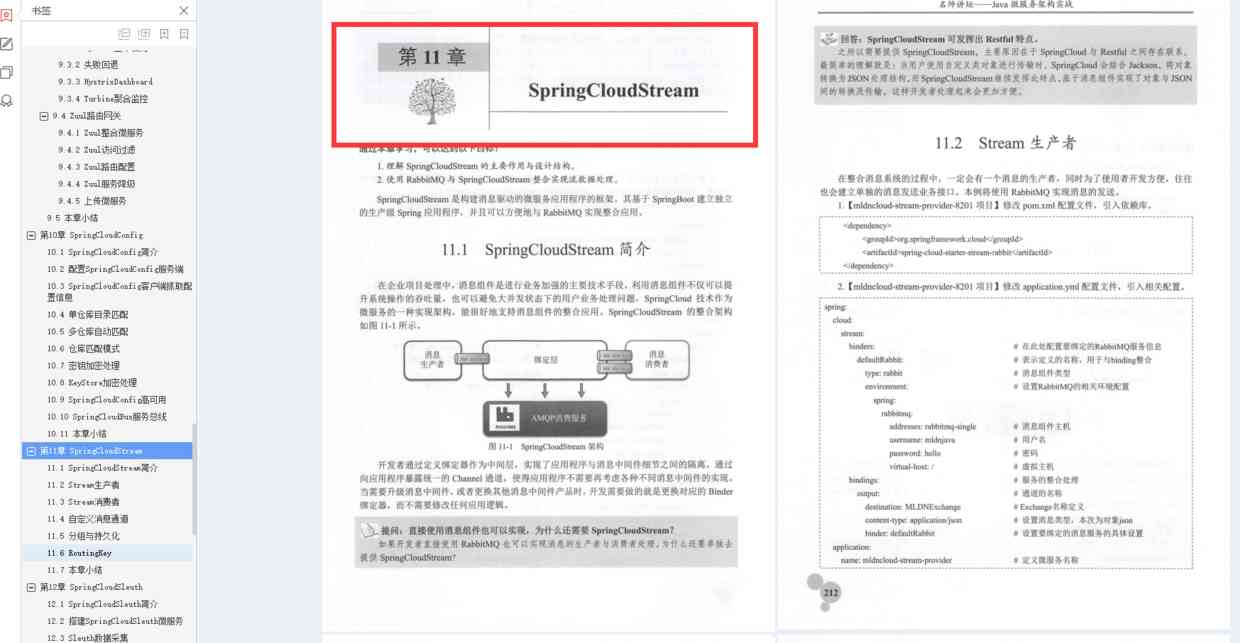 书签
9.3.2 失败回退
9.3.3 HystrixDashboard
9.3.4 Turbine聚合监控
9.4 Zuul路由网关
9.4.1 Zuul整合微服务
9.4.2 Zuul访问过滤
9.4.3 Zuul路由配置
9.4.4 Zuul服务降级
9.4.5 上传微服务
9.5 本章小结
第10章 SpringCloudConfig
10.1 SpringCloudConfig简介
10.2 配置SpringCloudConfig服务端
10.3 SpringCloudConfig客户端抓取配
置信息
10.4 单仓库目录匹配
10.5 多仓库自动匹配
10.6 仓库匹配模式
10.7 密钥加密处理
10.8 KeyStore加密处理
10.9 SpringCloudConfig高可用
10.10 SpringCloudBus服务总线
10.11 本章小结
第11章 SpringCloudStream
11.1 SpringCloudStream简介
11.2 Stream生产者
11.3 Stream消费者
11.4 自定义消息通道
11.5 分组与持久化
11.6 RoutingKey
11.7 本章小结
第12章 SpringCloudSleuth
12.1 SpringCloudSleuth简介
12.2 搭建SpringCloudSleuth微服务
12.3 Sleuth数据采集
第 11 章
SpringCloudStream
通过本章学习，可以达到以下目标：
1. 理解 SpringCloudStream 的主要作用与设计结构。
2. 使用 RabbitMQ 与 SpringCloudStream 整合实现流数据处理。
SpringCloudStream 是构建消息驱动的微服务应用程序的框架，其基于 SpringBoot 建立独立
的生产级 Spring 应用程序，并且可以方便地与 RabbitMQ 实现整合应用。
11.1 SpringCloudStream 简介
在企业项目处理中，消息组件是进行业务加强的主要技术手段，利用消息组件不仅可以提
升系统操作的吞吐量，也可以避免大并发状态下的用户业务处理问题。SpringCloud 技术作为
微服务的一种实现架构，能很好地支持消息组件的整合应用。SpringCloudStream 的整合架构
如图 11-1 所示。
消息
生产者
绑定层
消息
消费者
AMQP消费服务
图 11-1 SpringCloudStream 架构
开发者通过定义绑定器作为中间层，实现了应用程序与消息中间件细节之间的隔离。通过
向应用程序暴露统一的 Channel 通道，使得应用程序不需要再考虑各种不同消息中间件的实现。
当需要升级消息中间件，或者更换其他消息中间件产品时，开发需要做的就是更换对应的 Binder
绑定器，而不需要修改任何应用逻辑。
提问：直接使用消息组件也可以实现，为什么还需要 SpringCloudStream？
如果开发者直接使用 RabbitMQ 也可以实现消息的生产者与消费者处理，为什么还要单独去
提供 SpringCloudStream？
名师讲坛——Java 微服务架构实战
回答：SpringCloudStream 可发挥出 Restful 特点。
之所以需要提供 SpringCloudStream，主要原因在于 SpringCloud 与 Restful 之间存在联系，
最简单的理解就是：当用户使用自定义类对象进行传输时，SpringCloud 会结合 Jackson，将对象
转换为 JSON 处理结构，而 SpringCloudStream 继续发挥此特点，基于消息组件实现了对象与 JSON
间的转换及传输。这样开发者处理起来会更加方便。
11.2 Stream 生产者
在整合消息系统的过程中，一定会有一个消息的生产者，同时为了使用者开发方便，往往
也会建立单独的消息发送业务接口。本例将使用 RabbitMQ 实现消息的发送。
1.【mldncloud-stream-provider-8201 项目】修改 pom.xml 配置文件，引入依赖库。
<dependency>
<groupId>org.springframework.cloud</groupId>
<artifactId>spring-cloud-starter-stream-rabbit</artifactId>
</dependency>
2.【mldncloud-stream-provider-8201 项目】修改 application.yml 配置文件，引入相关配置。
spring:
cloud:
stream:
binders: # 在此处配置要绑定的RabbitMQ服务信息
defaultRabbit: # 表示定义的名称，用于与binding整合
type: rabbit # 消息组件类型
environment: # 设置RabbitMQ的相关环境配置
spring:
rabbitmq:
addresses: rabbitmq-single # 消息组件主机
username: mldnjava # 用户名
password: hello # 密码
virtual-host: / # 虚拟主机
bindings: # 服务的整合处理
output: # 通道的名称
destination: MLDNExchange # Exchange名称定义
content-type: application/json # 设置消息类型，本次为对象json
binder: defaultRabbit # 设置要绑定的消息服务的具体设置
application:
name: mldncloud-stream-provider # 定义微服务名称
212